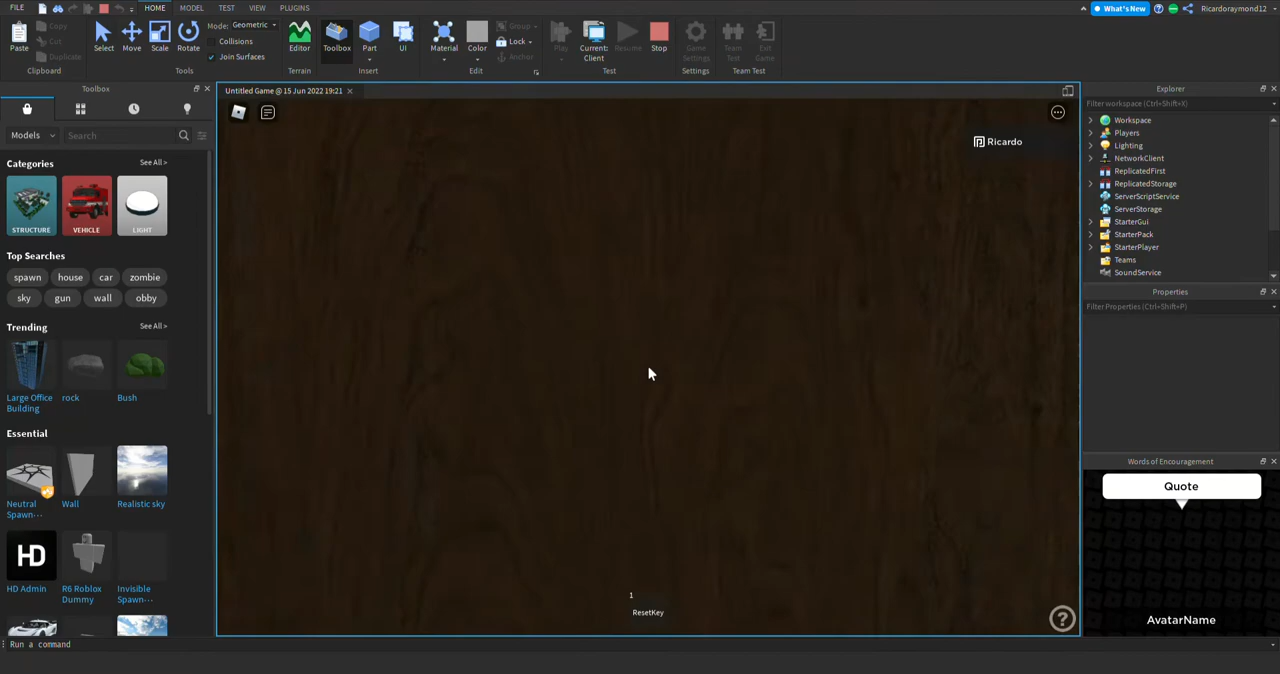 FILE HOME MODEL TEST VIEW PLUGINS What's New Ricardoraymond12
Paste Copy Cut Duplicate Select Move Scale Rotate Mode: Geometric Collisions Join Surfaces Editor Toolbox Part UI Material Color Group Lock Anchor Play Current: Client Resume Stop Game Settings Team Test Exit Game
Clipboard Tools Terrain Insert Edit Test Settings Team Test
Toolbox
Models Search
Categories See All >
STRUCTURE VEHICLE LIGHT
Top Searches
spawn house car zombie
sky gun wall obby
Trending See All >
Large Office Building rock Bush
Essential
Neutral Spawn... Wall Realistic sky
HD
HD Admin R6 Roblox Dummy Invisible Spawn...
Untitled Game @ 15 Jun 2022 19:21
Ricardo
1
ResetKey
?
Explorer
Filter workspace (Ctrl+Shift+X)
Workspace
Players
Lighting
NetworkClient
ReplicatedFirst
ReplicatedStorage
ServerScriptService
ServerStorage
StarterGui
StarterPack
StarterPlayer
Teams
SoundService
Properties
Filter Properties (Ctrl+Shift+P)
Words of Encouragement
Quote
AvatarName
Run a command